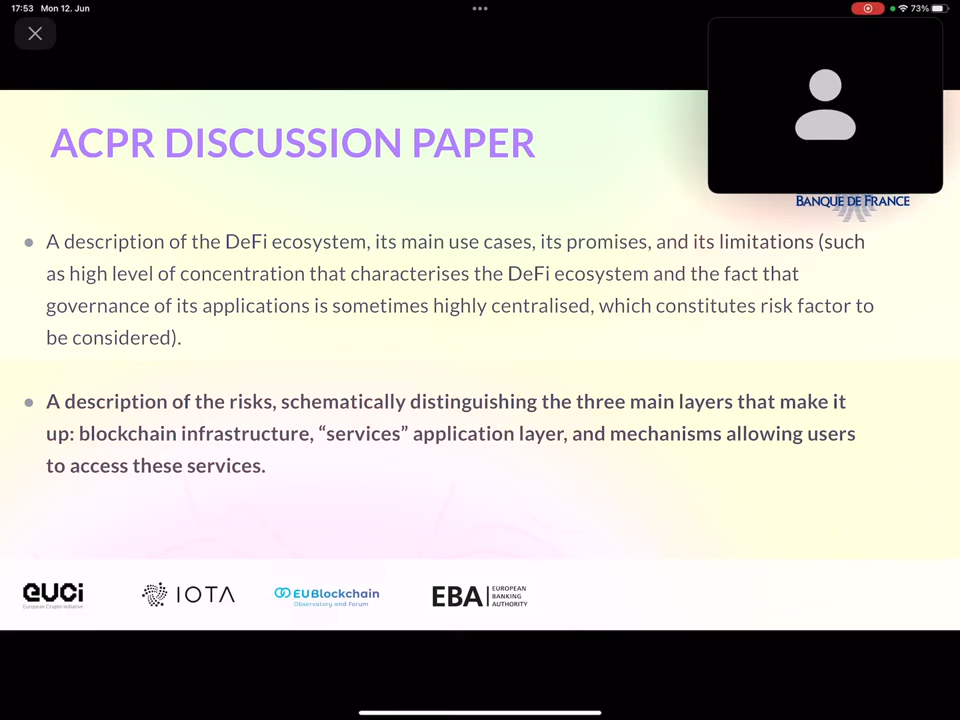 17:53 Mon 12. Jun
73%
ACPR DISCUSSION PAPER
BANQUE DE FRANCE
A description of the DeFi ecosystem, its main use cases, its promises, and its limitations (such
as high level of concentration that characterises the DeFi ecosystem and the fact that
governance of its applications is sometimes highly centralised, which constitutes risk factor to
be considered).
A description of the risks, schematically distinguishing the three main layers that make it
up: blockchain infrastructure, “services” application layer, and mechanisms allowing users
to access these services.
EUCi
European Crypto Initiative
IOTA
EUBlockchain
Observatory and Forum
EBA
EUROPEAN
BANKING
AUTHORITY